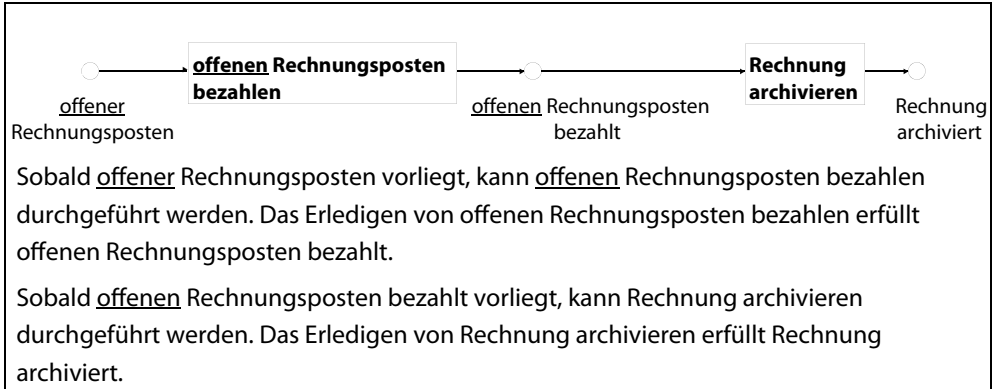 offenen Rechnungsposten
bezahlen
Rechnung
archivieren
offener
Rechnungsposten
offenen Rechnungsposten
bezahlt
Rechnung
archiviert
Sobald offener Rechnungsposten vorliegt, kann offenen Rechnungsposten bezahlen
durchgeführt werden. Das Erledigen von offenen Rechnungsposten bezahlen erfüllt
offenen Rechnungsposten bezahlt.
Sobald offenen Rechnungsposten bezahlt vorliegt, kann Rechnung archivieren
durchgeführt werden. Das Erledigen von Rechnung archivieren erfüllt Rechnung
archiviert.